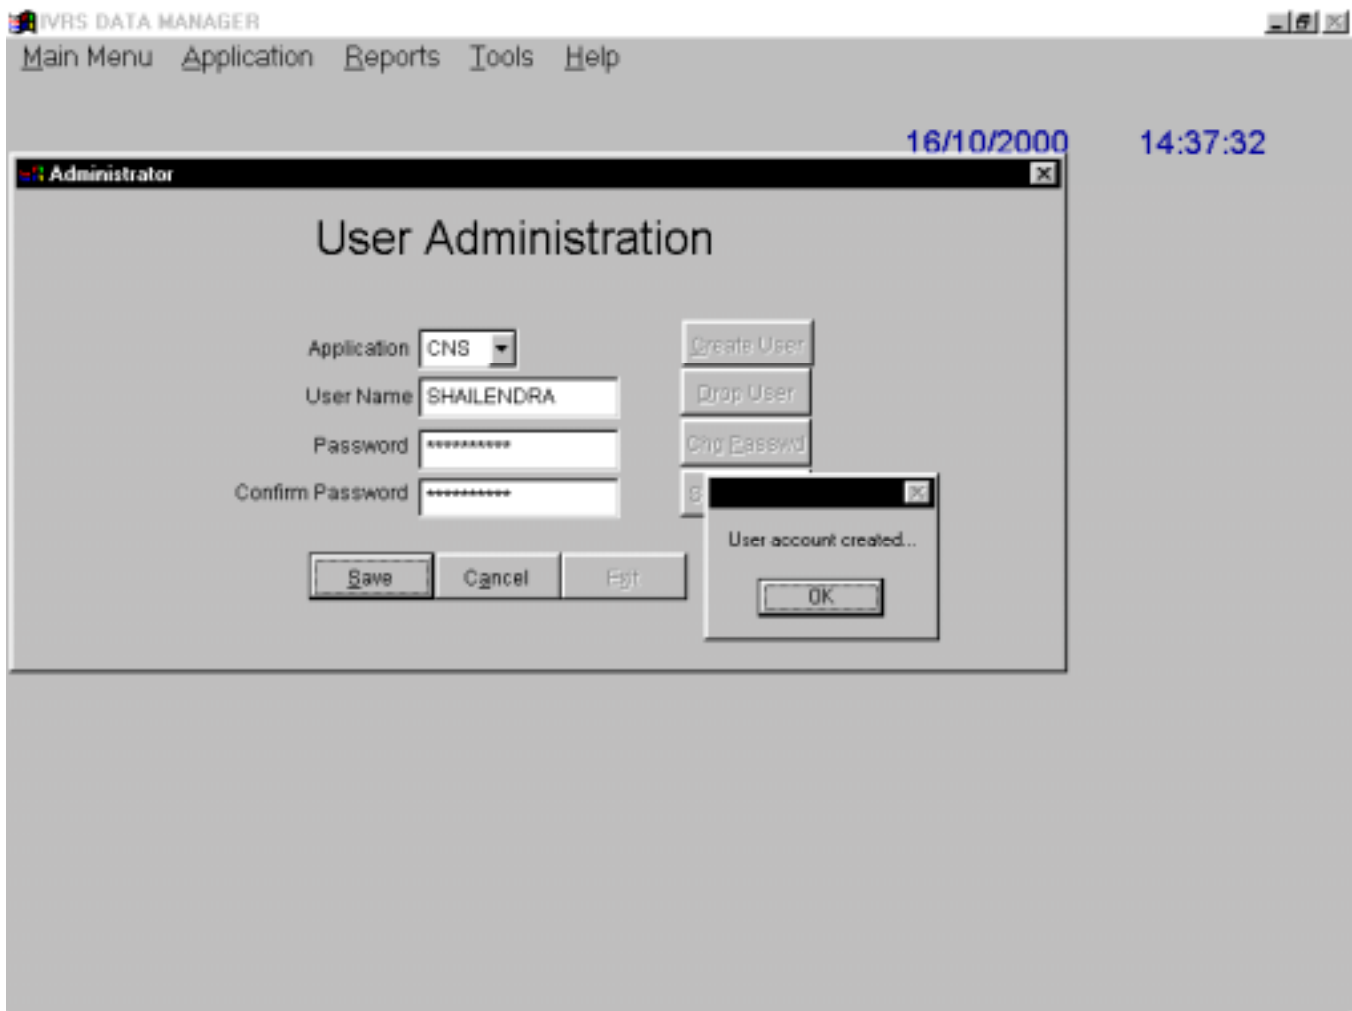 IVRS DATA MANAGER
Main Menu Application Reports Tools Help
16/10/2000 14:37:32
Administrator
User Administration
Application CNS Create User
User Name SHAILENDRA Drop User
Password ********** Chg Passwd
Confirm Password ********** S
User account created...
Save Cancel Exit
OK